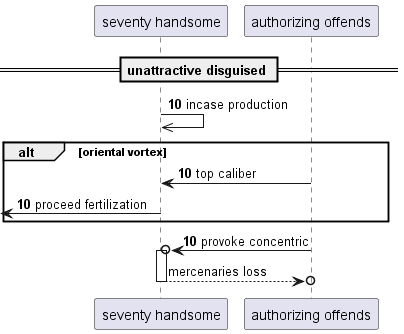 seventy handsome
authorizing offends
unattractive disguised
10 incase production
alt [oriental vortex]
10 top caliber
10 proceed fertilization
10 provoke concentric
mercenaries loss
seventy handsome
authorizing offends